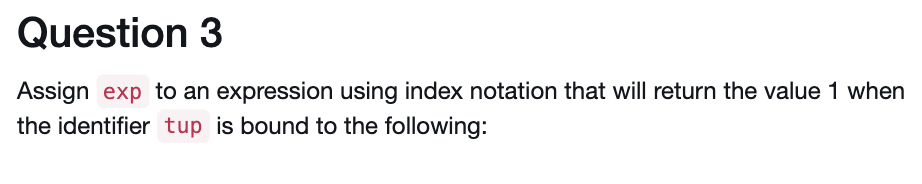 Question 3
Assign exp to an expression using index notation that will return the value 1 when
the identifier tup is bound to the following: